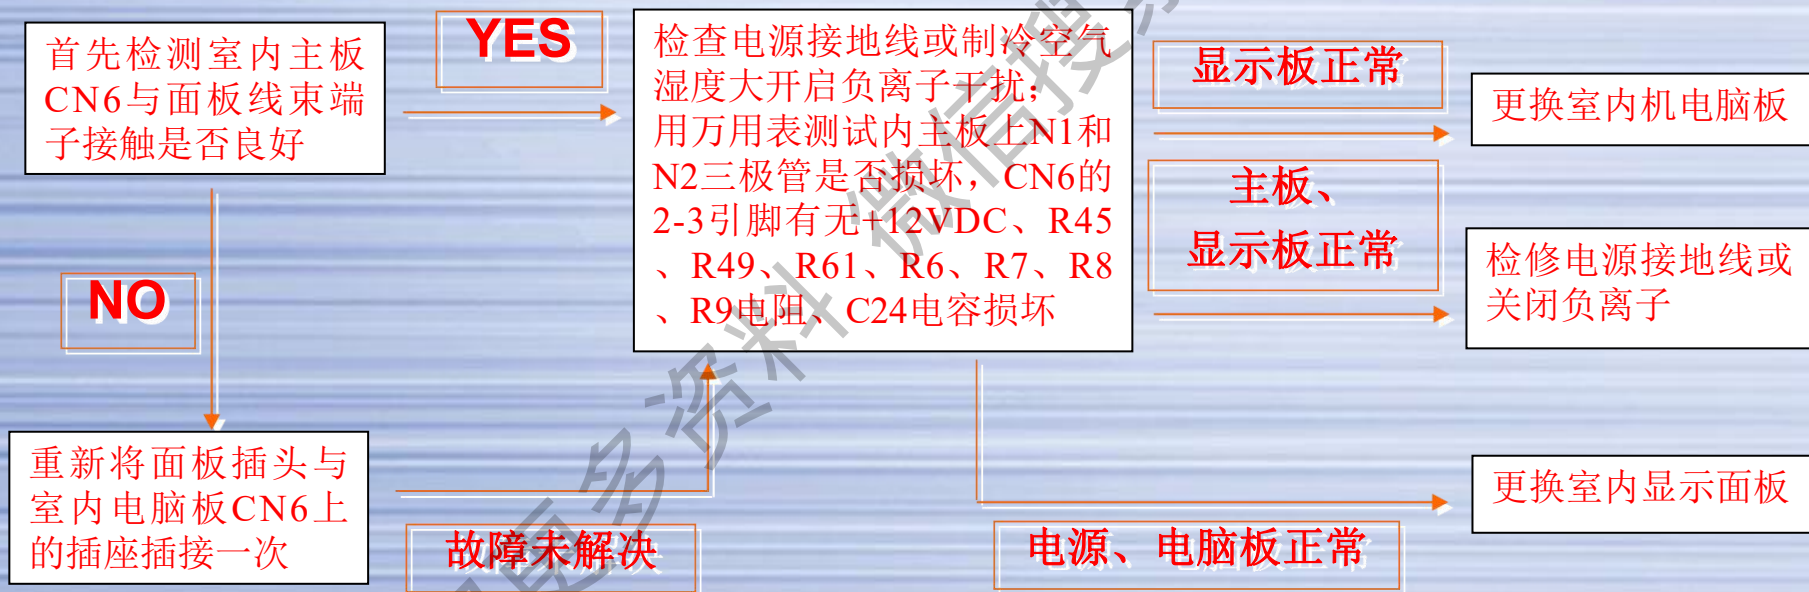 首先检测室内主板
CN6与面板线束端
子接触是否良好
YES
检查电源接地线或制冷空气
湿度大开启负离子干扰；
用万用表测试内主板上N1和
N2三极管是否损坏，CN6的
2-3引脚有无+12VDC、R45
、R49、R61、R6、R7、R8
、R9电阻、C24电容损坏
显示板正常
更换室内机电脑板
主板、
显示板正常
检修电源接地线或
关闭负离子
NO
重新将面板插头与
室内电脑板CN6上
的插座插接一次
故障未解决
电源、电脑板正常
更换室内显示面板
更多资料 微信搜